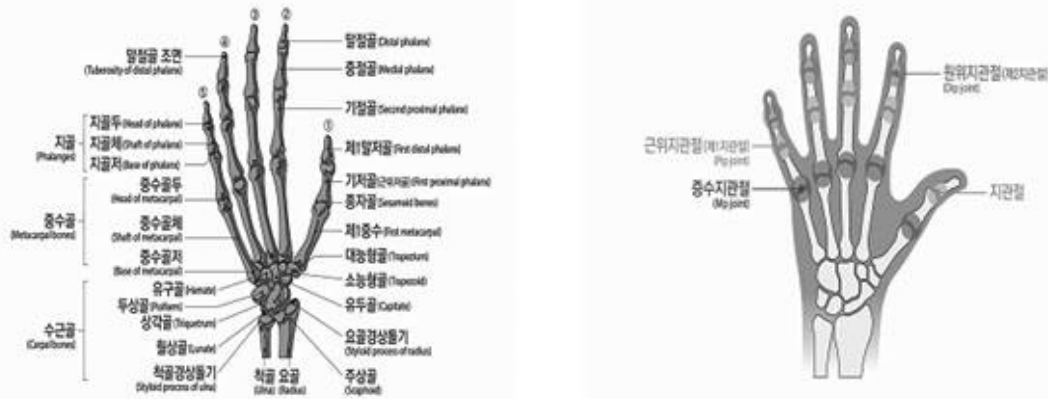 ③ ②
④
말절골 조면
(Tuberosity of distal phalanx)
말절골 (Distal phalanx)
중절골 (Medial phalanx)
기절골 (Second proximal phalanx)
⑤
①
지골
(Phalanges)
지골두 (Head of phalanx)
지골체 (Shaft of phalanx)
지골저 (Base of phalanx)
제1말저골 (First distal phalanx)
기저골(근위지골) (First proximal phalanx)
종자골 (Sesamoid bones)
중수골
(Metacarpal bones)
중수골두
(Head of metacarpal)
중수골체
(Shaft of metacarpal)
중수골저
(Base of metacarpal)
제1중수 (First metacarpal)
대능형골 (Trapezium)
소능형골 (Trapezoid)
유두골 (Capitate)
수근골
(Carpal bones)
유구골 (Hamate)
두상골 (Pisiform)
삼각골 (Triquetrum)
월상골 (Lunate)
척골경상돌기
(Styloid process of ulna)
척골
(Ulna)
요골
(Radius)
요골경상돌기
(Styloid process of radius)
주상골
(Scaphoid)
원위지관절 (제2지관절)
(Dip joint)
근위지관절 (제1지관절)
(Pip joint)
중수지관절
(Mp joint)
지관절